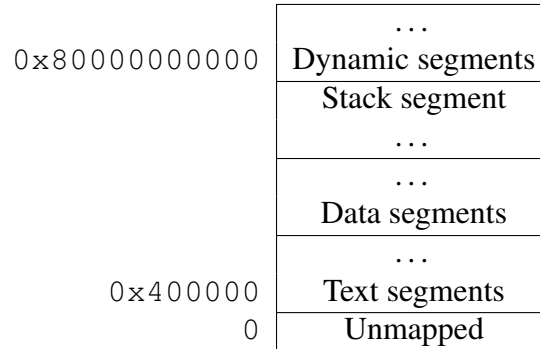 . . .
0x80000000000 Dynamic segments
Stack segment
. . .
. . .
Data segments
. . .
0x400000 Text segments
0 Unmapped